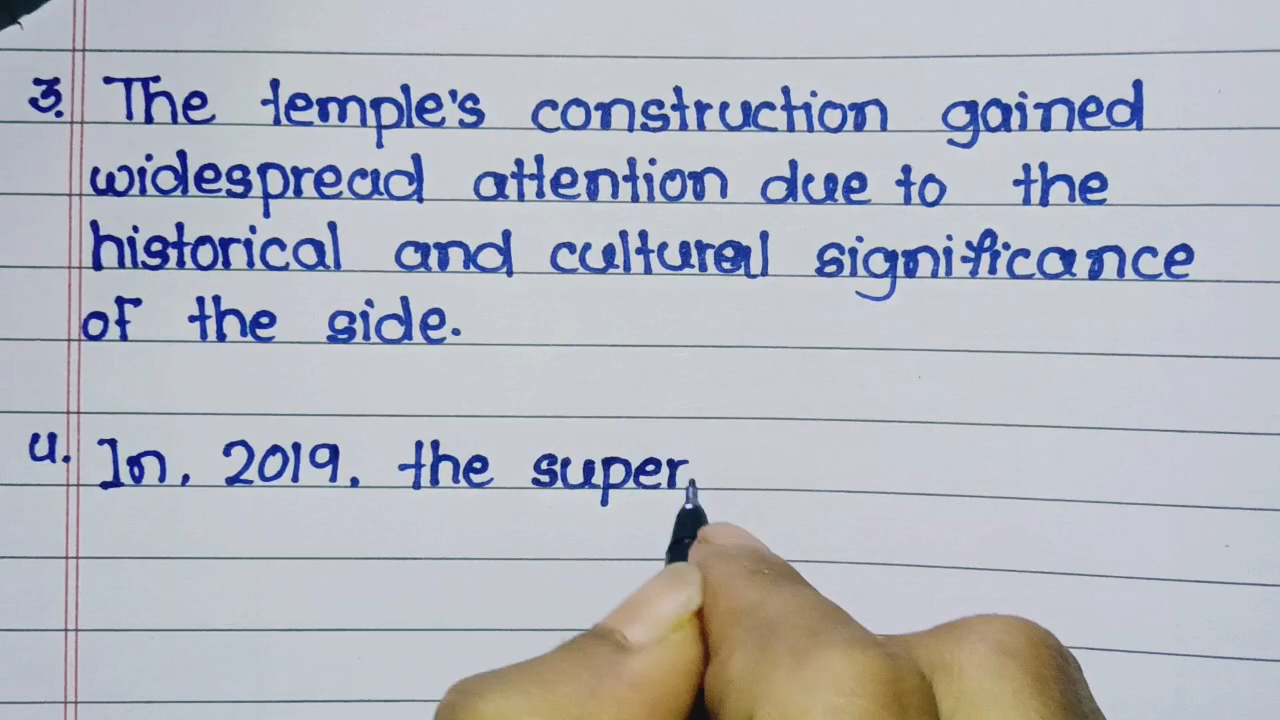 3. The temple's construction gained
widespread attention due to the
historical and cultural significance
of the side.
4. In, 2019, the super